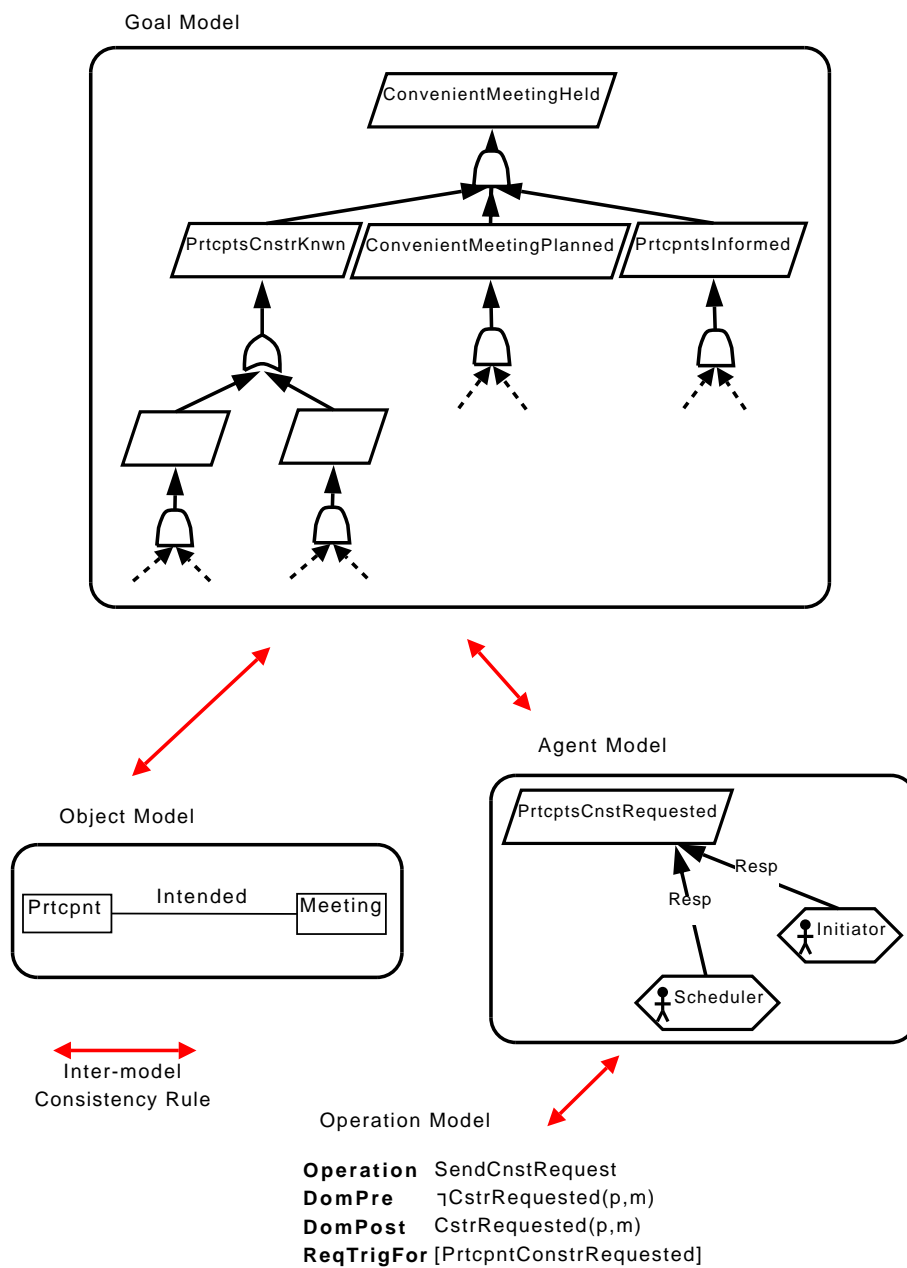 Goal Model
ConvenientMeetingHeld
PrtcptsCnstrKnwn
ConvenientMeetingPlanned
PrtcpntsInformed
Agent Model
PrtcptsCnstRequested
Resp
Resp
Initiator
Scheduler
Object Model
Prtcpnt
Intended
Meeting
Inter-model
Consistency Rule
Operation Model
Operation SendCnstRequest
DomPre ¬CstrRequested(p,m)
DomPost CstrRequested(p,m)
ReqTrigFor [PrtcpntConstrRequested]